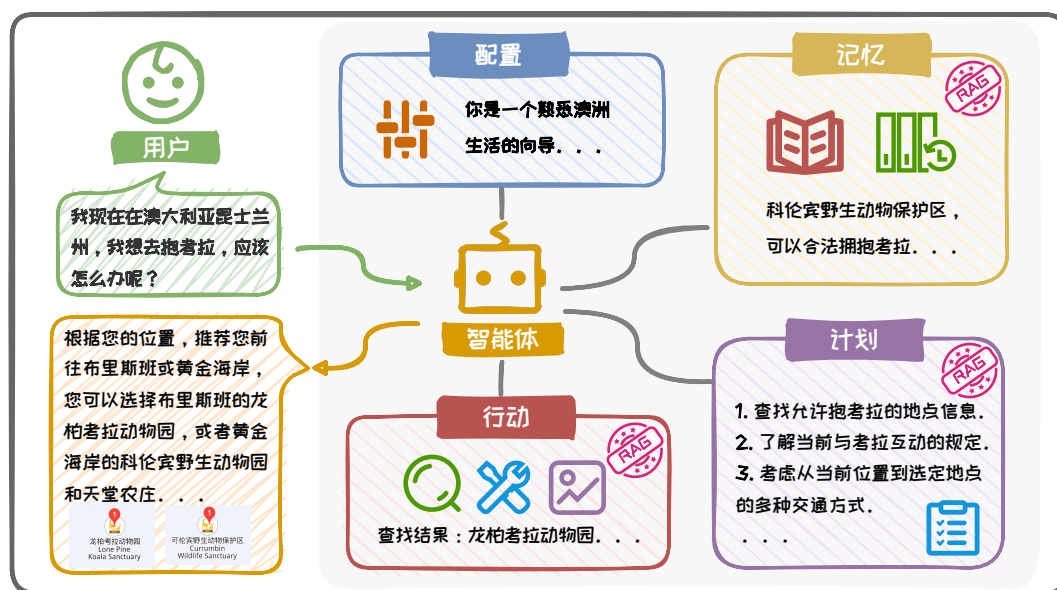 用户
我现在在澳大利亚昆士兰
州，我想去抱考拉，应该
怎么办呢？
根据您的位置，推荐您前
往布里斯班或黄金海岸，
您可以选择布里斯班的龙
柏考拉动物园，或者黄金
海岸的科伦宾野生动物园
和天堂农庄．．．
1
龙柏考拉动物园
Lone Pine
Koala Sanctuary
1
可伦宾野生动物保护区
Currumbin
Wildlife Sanctuary
配置
你是一个熟悉澳洲
生活的向导．．．
智能体
行动
RAG
查找结果：龙柏考拉动物园．．．
记忆
RAG
科伦宾野生动物保护区，
可以合法拥抱考拉．．．
计划
RAG
1. 查找允许抱考拉的地点信息.
2. 了解当前与考拉互动的规定.
3. 考虑从当前位置到选定地点
的多种交通方式.
．．．